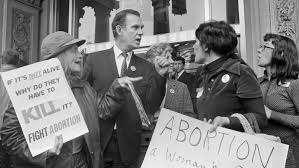 IF IT'S NOT ALIVE
WHY DO THEY
HAVE TO
KILL IT?
FIGHT ABORTION
ABORTION
a Woman's